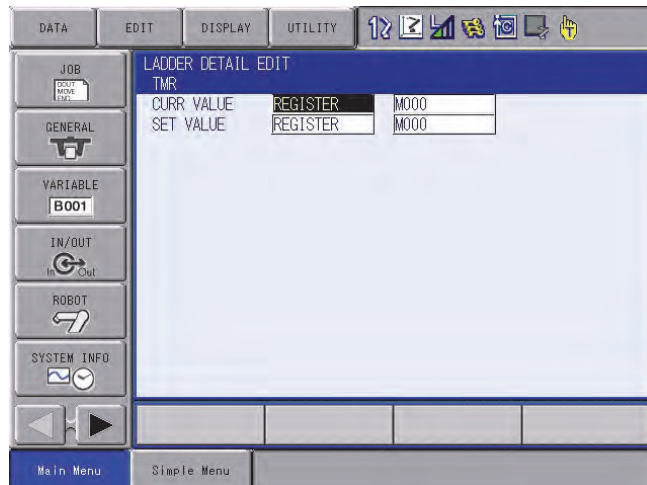 DATA EDIT DISPLAY UTILITY
JOB
DOUT
MOVE
END
GENERAL
VARIABLE
B001
IN/OUT
In Out
ROBOT
SYSTEM INFO
LADDER DETAIL EDIT
TMR
CURR VALUE REGISTER M000
SET VALUE REGISTER M000
Main Menu Simple Menu